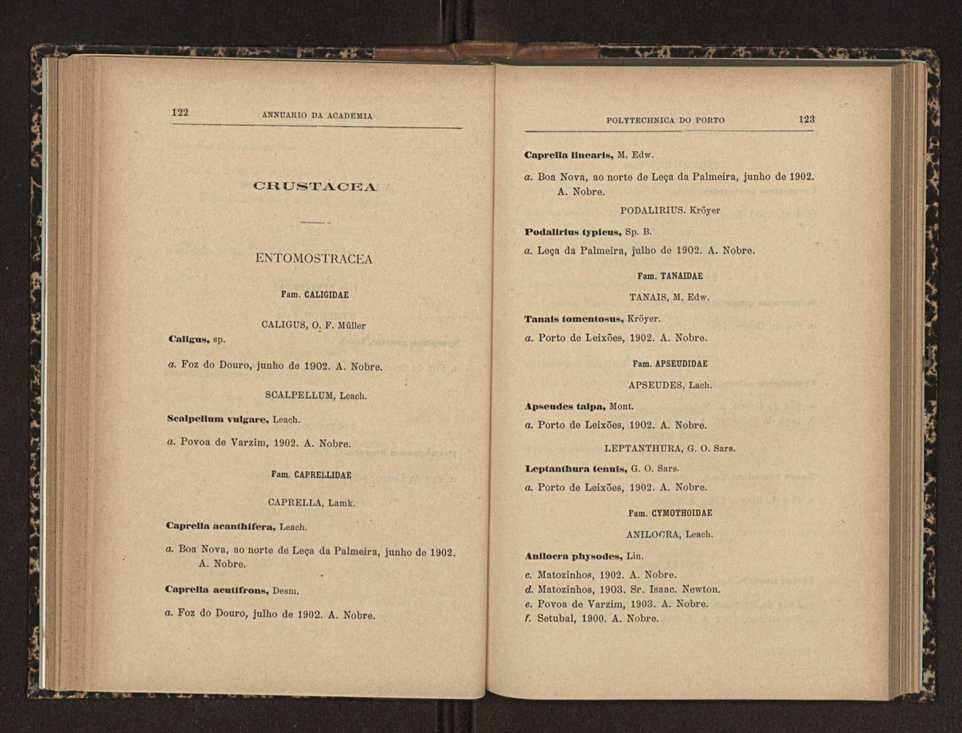 122
ANNUARIO DA ACADEMIA
CRUSTACEA
ENTOMOSTRACEA
Fam. CALIGIDAE
CALIGUS, O. F. Müller
Caligus, sp.
a. Foz do Douro, junho de 1902. A. Nobre.
SCALPELLUM, Leach.
Scalpellum vulgare, Leach.
a. Povoa de Varzim, 1902. A. Nobre.
Fam. CAPRELLIDAE
CAPRELLA, Lamk.
Caprella acanthifera, Leach.
a. Boa Nova, ao norte de Leça da Palmeira, junho de 1902.
A. Nobre.
Caprella acutifrons, Desm.
a. Foz do Douro, julho de 1902. A. Nobre.
POLYTECHNICA DO PORTO
123
Caprella linearis, M. Edw.
a. Boa Nova, ao norte de Leça da Palmeira, junho de 1902.
A. Nobre.
PODALIRIUS. Kröyer
Podalirius typicus, Sp. B.
a. Leça da Palmeira, julho de 1902. A. Nobre.
Fam. TANAIDAE
TANAIS, M. Edw.
Tanais tomentosus, Kröyer.
a. Porto de Leixões, 1902. A. Nobre.
Fam. APSEUDIDAE
APSEUDES, Lach.
Apseudes talpa, Mont.
a. Porto de Leixões, 1902. A. Nobre.
LEPTANTHURA, G. O. Sars.
Leptanthura tenuis, G. O. Sars.
a. Porto de Leixões, 1902. A. Nobre.
Fam. CYMOTHOIDAE
ANILOCRA, Leach.
Anilocra physodes, Lin.
c. Matozinhos, 1902. A. Nobre.
d. Matozinhos, 1903. Sr. Isaac. Newton.
e. Povoa de Varzim, 1903. A. Nobre.
f. Setubal, 1900. A. Nobre.